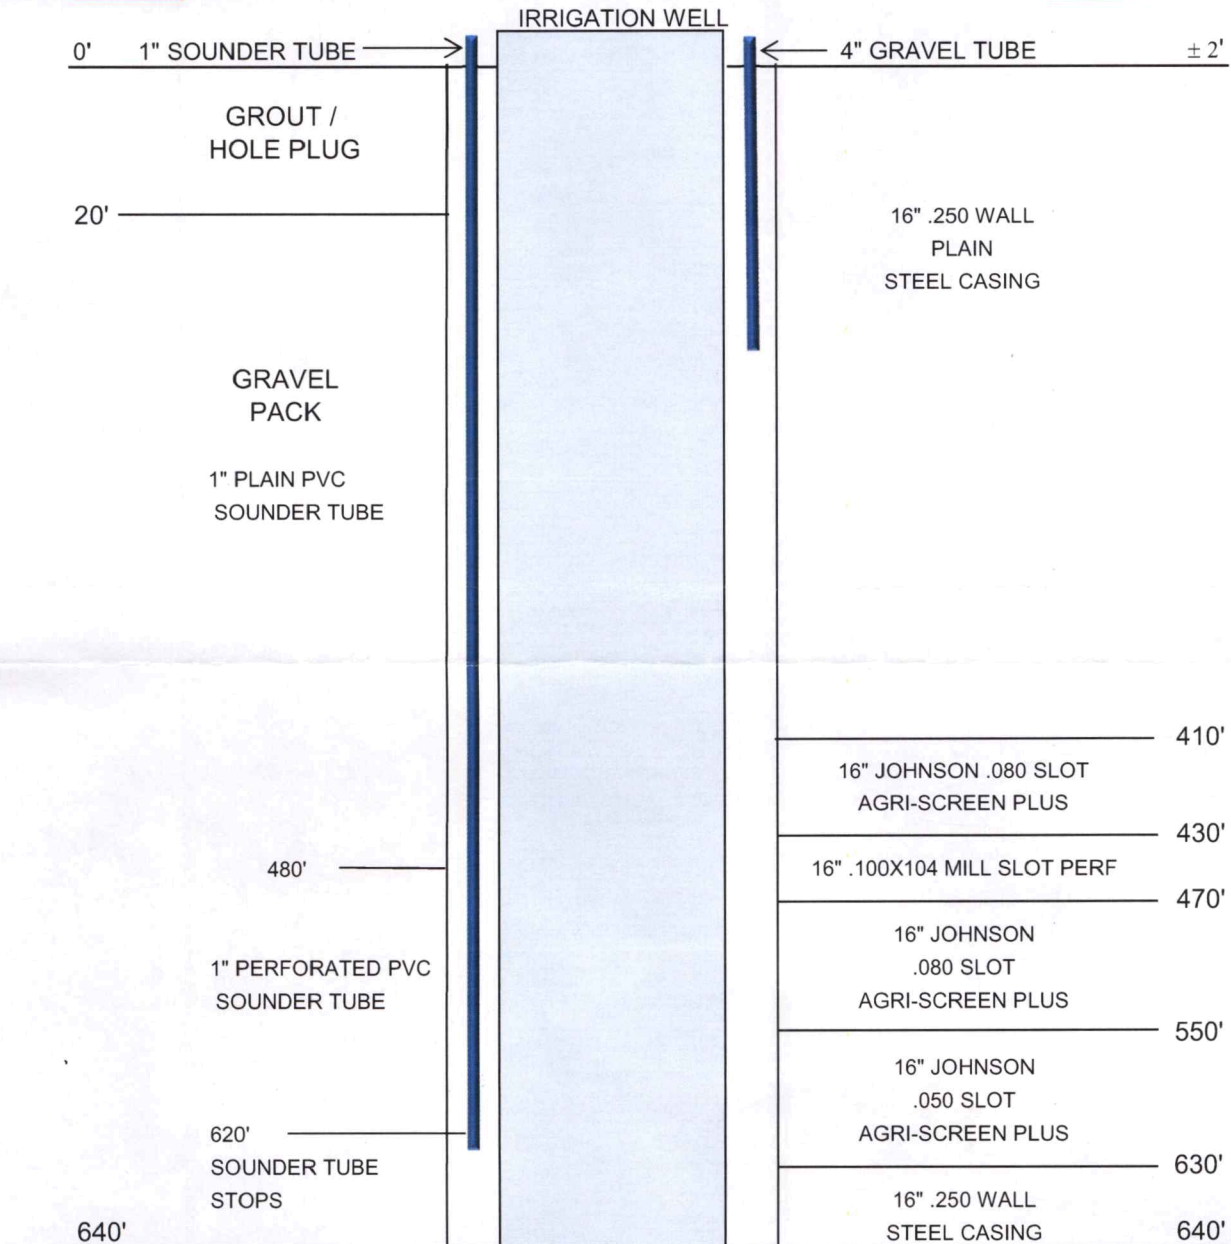 IRRIGATION WELL
0' 1" SOUNDER TUBE 4" GRAVEL TUBE ± 2'
GROUT /
HOLE PLUG
20'
16" .250 WALL
PLAIN
STEEL CASING
GRAVEL
PACK
1" PLAIN PVC
SOUNDER TUBE
410'
16" JOHNSON .080 SLOT
AGRI-SCREEN PLUS
430'
480'
16" .100X104 MILL SLOT PERF
470'
16" JOHNSON
.080 SLOT
AGRI-SCREEN PLUS
1" PERFORATED PVC
SOUNDER TUBE
550'
16" JOHNSON
.050 SLOT
AGRI-SCREEN PLUS
620'
SOUNDER TUBE
STOPS
630'
16" .250 WALL
STEEL CASING
640' 640'